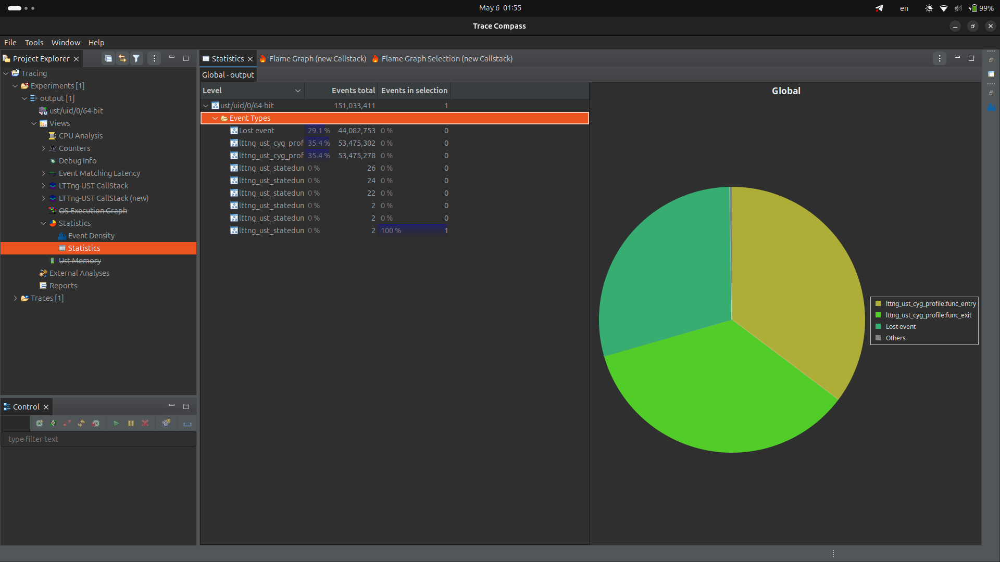 May 6 01:55
en
99%
Trace Compass
File Tools Window Help
Project Explorer
Tracing
Experiments [1]
output [1]
ust/uid/0/64-bit
Views
CPU Analysis
Counters
Debug Info
Event Matching Latency
LTTng-UST CallStack
LTTng-UST CallStack (new)
OS Execution Graph
Statistics
Event Density
Statistics
Ust Memory
External Analyses
Reports
Traces [1]
Control
type filter text
Statistics Flame Graph (new Callstack) Flame Graph Selection (new Callstack)
Global - output
Level Events total Events in selection
ust/uid/0/64-bit 151,033,411 1
Event Types
Lost event 29.1 % 44,082,753 0 % 0
lttng_ust_cyg_prof 35.4 % 53,475,302 0 % 0
lttng_ust_cyg_prof 35.4 % 53,475,278 0 % 0
lttng_ust_statedun 0 % 26 0 % 0
lttng_ust_statedun 0 % 24 0 % 0
lttng_ust_statedun 0 % 22 0 % 0
lttng_ust_statedun 0 % 2 0 % 0
lttng_ust_statedun 0 % 2 0 % 0
lttng_ust_statedun 0 % 2 100 % 1
Global
lttng_ust_cyg_profile:func_entry
lttng_ust_cyg_profile:func_exit
Lost event
Others